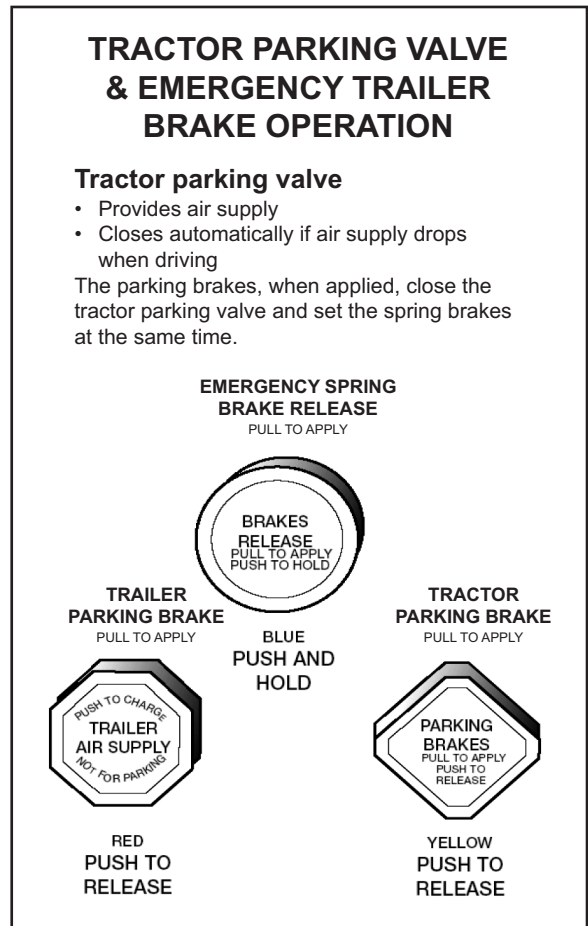 TRACTOR PARKING VALVE
& EMERGENCY TRAILER
BRAKE OPERATION
Tractor parking valve
• Provides air supply
• Closes automatically if air supply drops
when driving
The parking brakes, when applied, close the
tractor parking valve and set the spring brakes
at the same time.
EMERGENCY SPRING
BRAKE RELEASE
PULL TO APPLY
BRAKES
RELEASE
PULL TO APPLY
PUSH TO HOLD
BLUE
PUSH AND
HOLD
TRAILER
PARKING BRAKE
PULL TO APPLY
PUSH TO CHARGE
TRAILER
AIR SUPPLY
NOT FOR PARKING
RED
PUSH TO
RELEASE
TRACTOR
PARKING BRAKE
PULL TO APPLY
PARKING
BRAKES
PULL TO APPLY
PUSH TO
RELEASE
YELLOW
PUSH TO
RELEASE